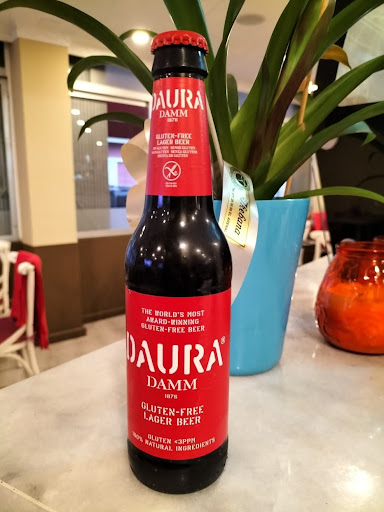 DAURA
DAMM
1876
GLUTEN-FREE
LAGER BEER
THE WORLD'S MOST
AWARD-WINNING
GLUTEN-FREE BEER
DAURA®
DAMM
1876
GLUTEN-FREE
LAGER BEER
GLUTEN <3PPM
100% NATURAL INGREDIENTS